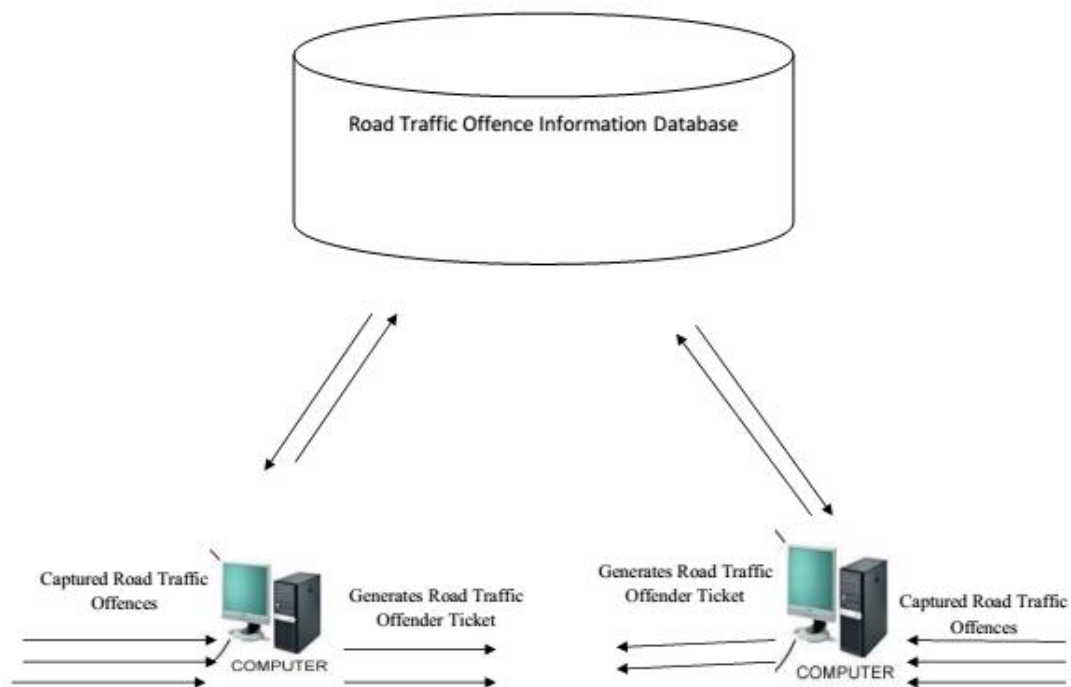 Road Traffic Offence Information Database
Captured Road Traffic
Offences
Generates Road Traffic
Offender Ticket
COMPUTER
Generates Road Traffic
Offender Ticket
Captured Road Traffic
Offences
COMPUTER